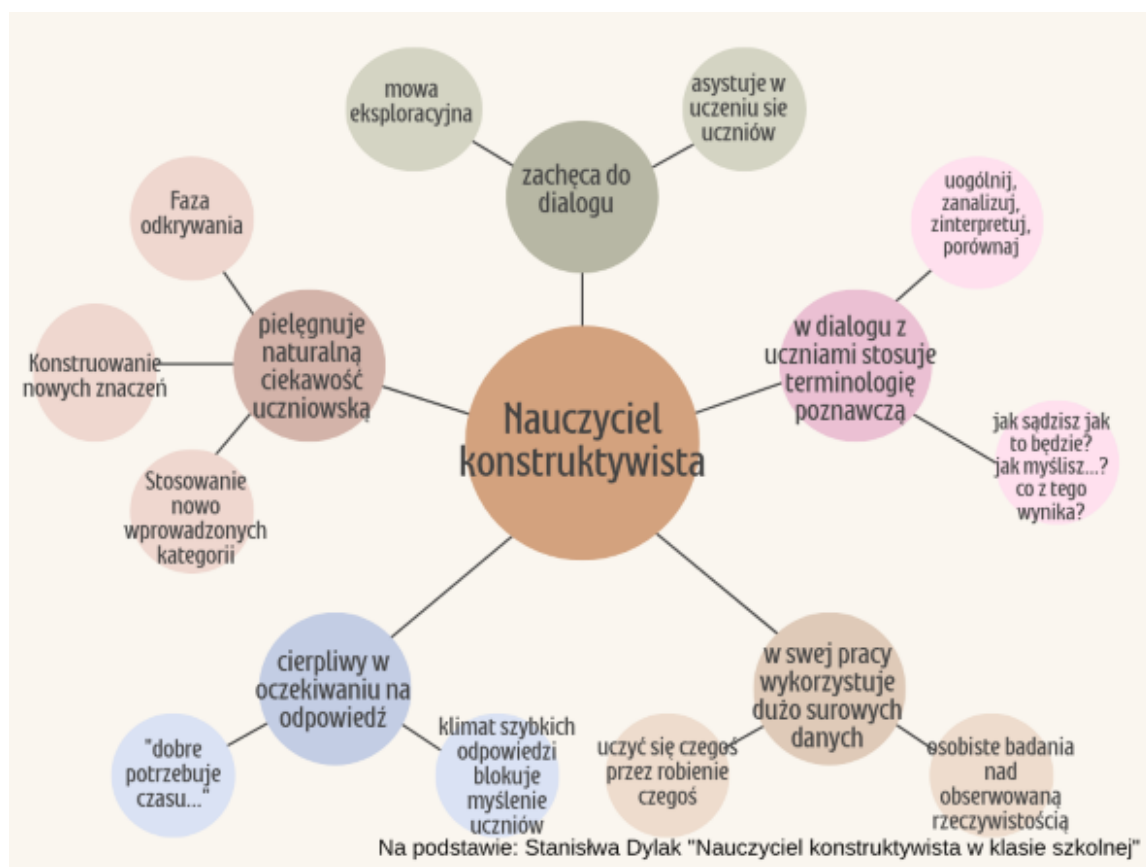 mowa
eksploracyjna
asystuje w
uczeniu sie
uczniów
zachęca do
dialogu
Faza
odkrywania
uogólnij,
zanalizuj,
zinterpretuj,
porównaj
pielęgnuje
naturalną
ciekawość
uczniowską
w dialogu z
uczniami stosuje
terminologię
poznawczą
Konstruowanie
nowych znaczeń
Nauczyciel
konstruktywista
jak sądzisz jak
to będzie?
jak myślisz...?
co z tego
wynika?
Stosowanie
nowo
wprowadzonych
kategorii
cierpliwy w
oczekiwaniu na
odpowiedź
w swej pracy
wykorzystuje
dużo surowych
danych
"dobre
potrzebuje
czasu..."
klimat szybkich
odpowiedzi
blokuje
myślenie
uczniów
uczyć się czegoś
przez robienie
czegoś
osobiste badania
nad
obserwowaną
rzeczywistością
Na podstawie: Stanisłwa Dylak "Nauczyciel konstruktywista w klasie szkolnej"